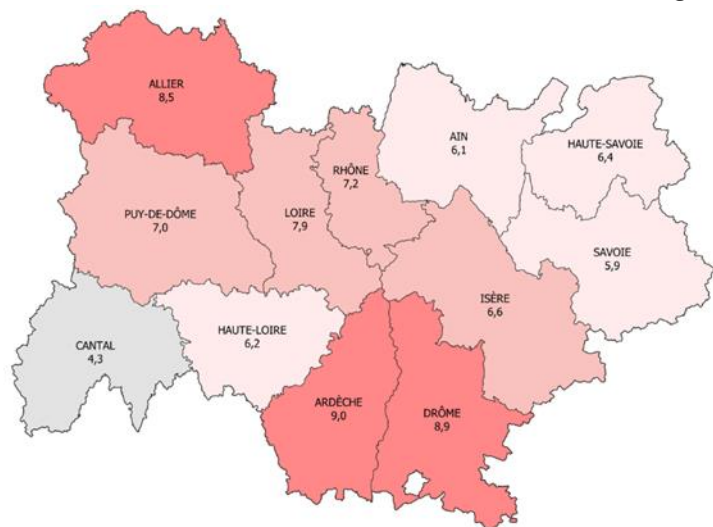 ALLIER
8,5
AIN
6,1
HAUTE-SAVOIE
6,4
RHÔNE
7,2
PUY-DE-DÔME
7,0
LOIRE
7,9
SAVOIE
5,9
ISÈRE
6,6
HAUTE-LOIRE
6,2
CANTAL
4,3
ARDÈCHE
9,0
DRÔME
8,9